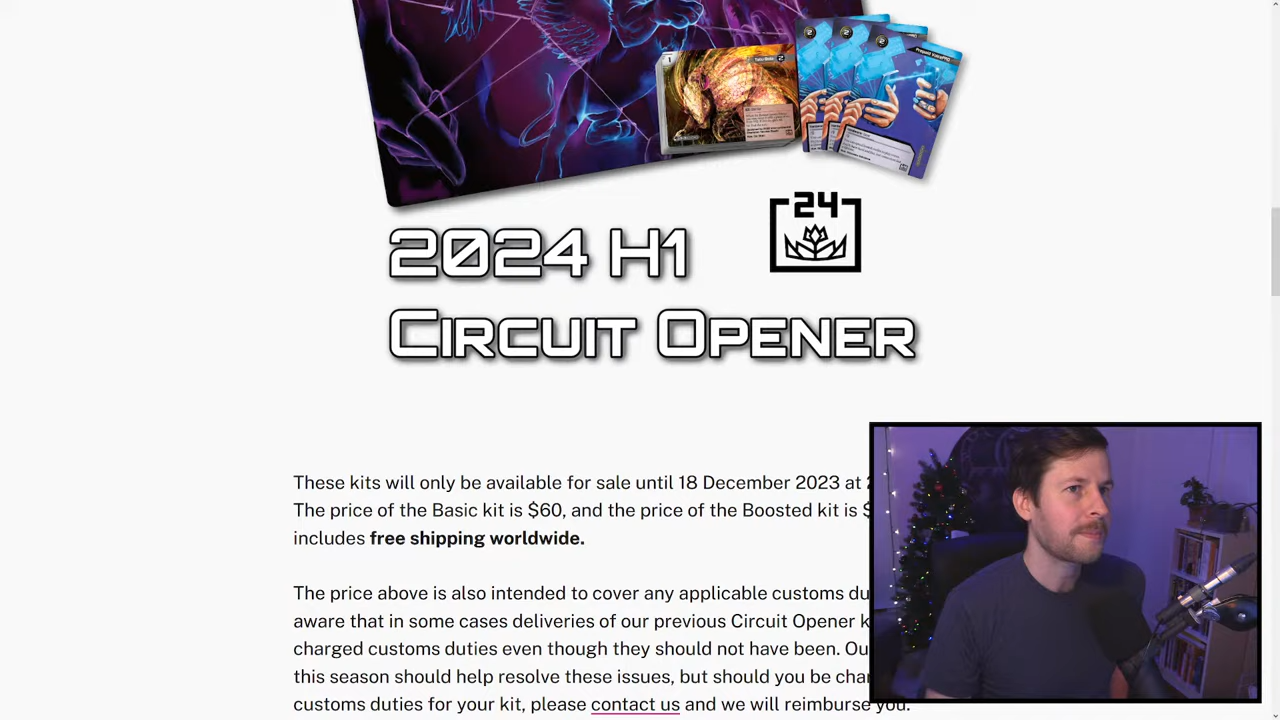 24
2024 H1
Circuit Opener
These kits will only be available for sale until 18 December 2023 at
The price of the Basic kit is $60, and the price of the Boosted kit is
includes free shipping worldwide.
The price above is also intended to cover any applicable customs
aware that in some cases deliveries of our previous Circuit Opener
charged customs duties even though they should not have been.
this season should help resolve these issues, but should you be
customs duties for your kit, please contact us and we will reimburse you.